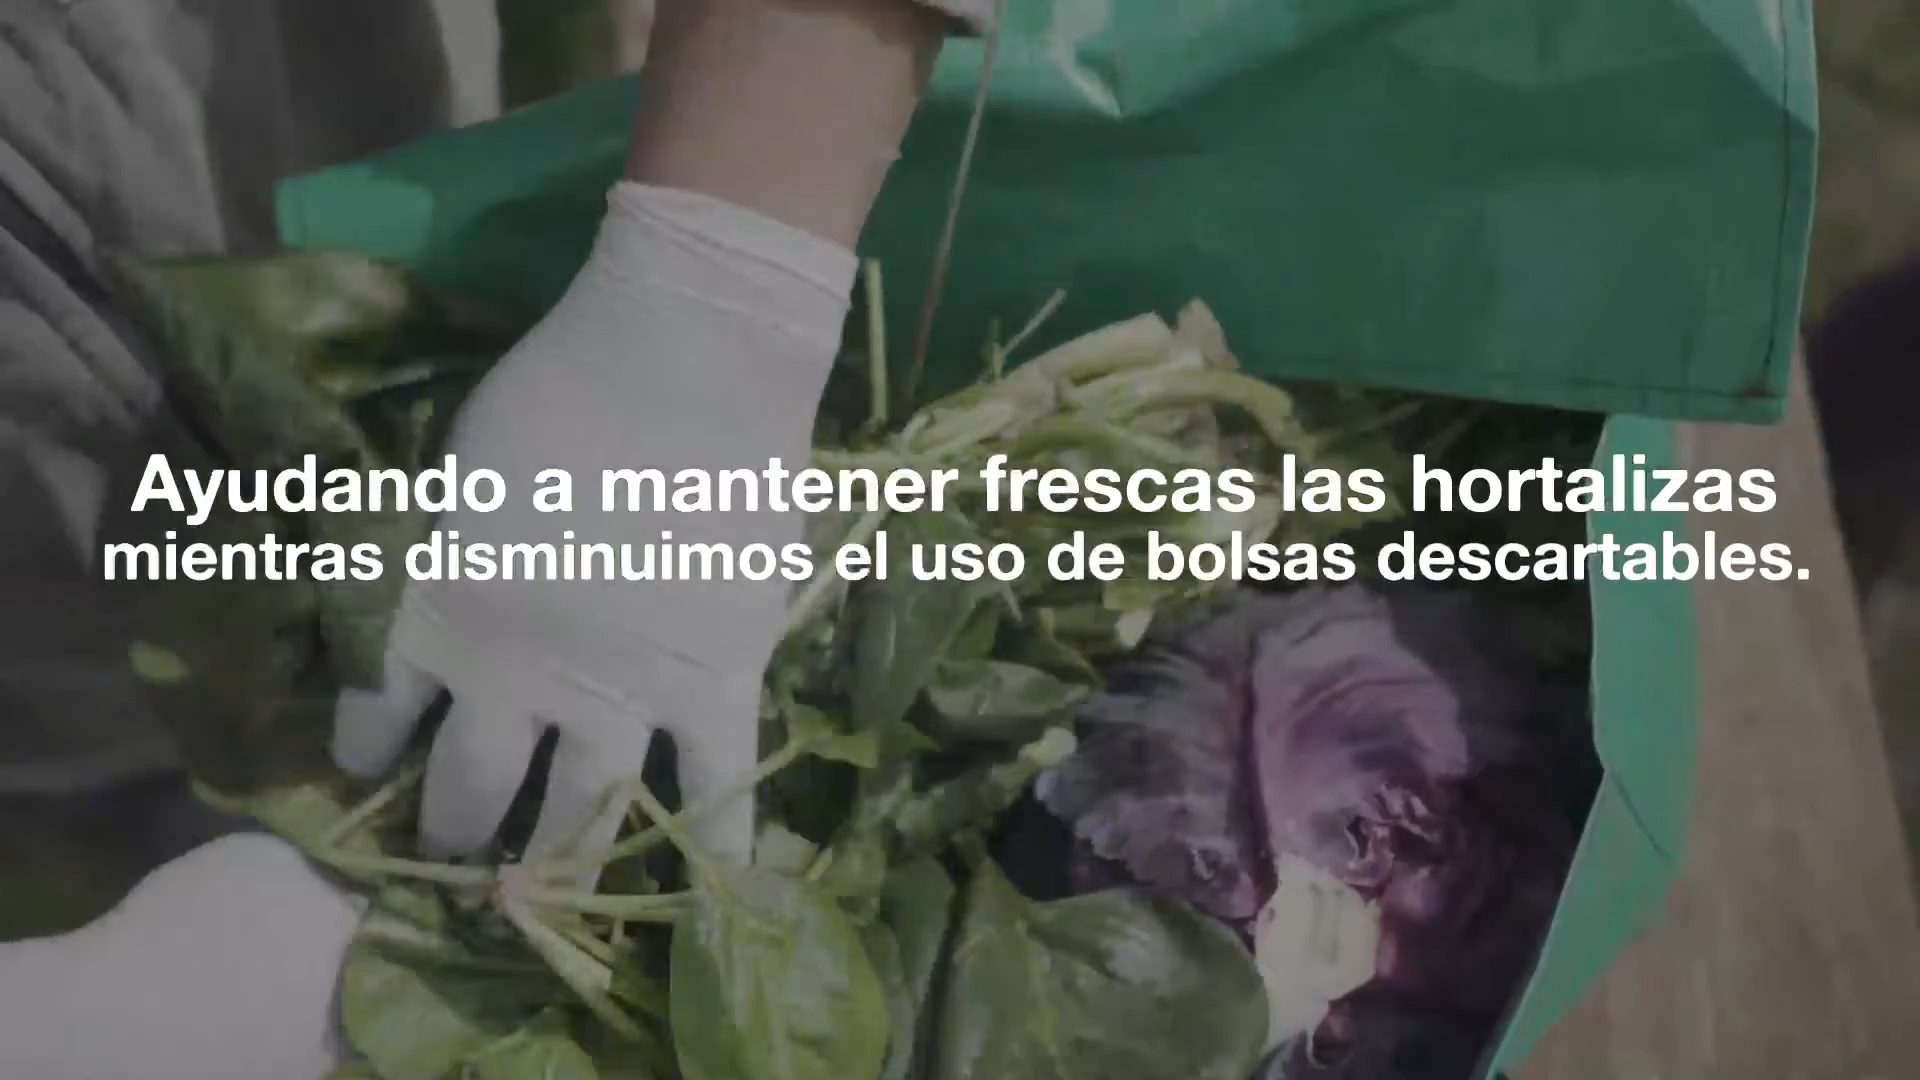 Ayudando a mantener frescas las hortalizas
mientras disminuimos el uso de bolsas descartables.